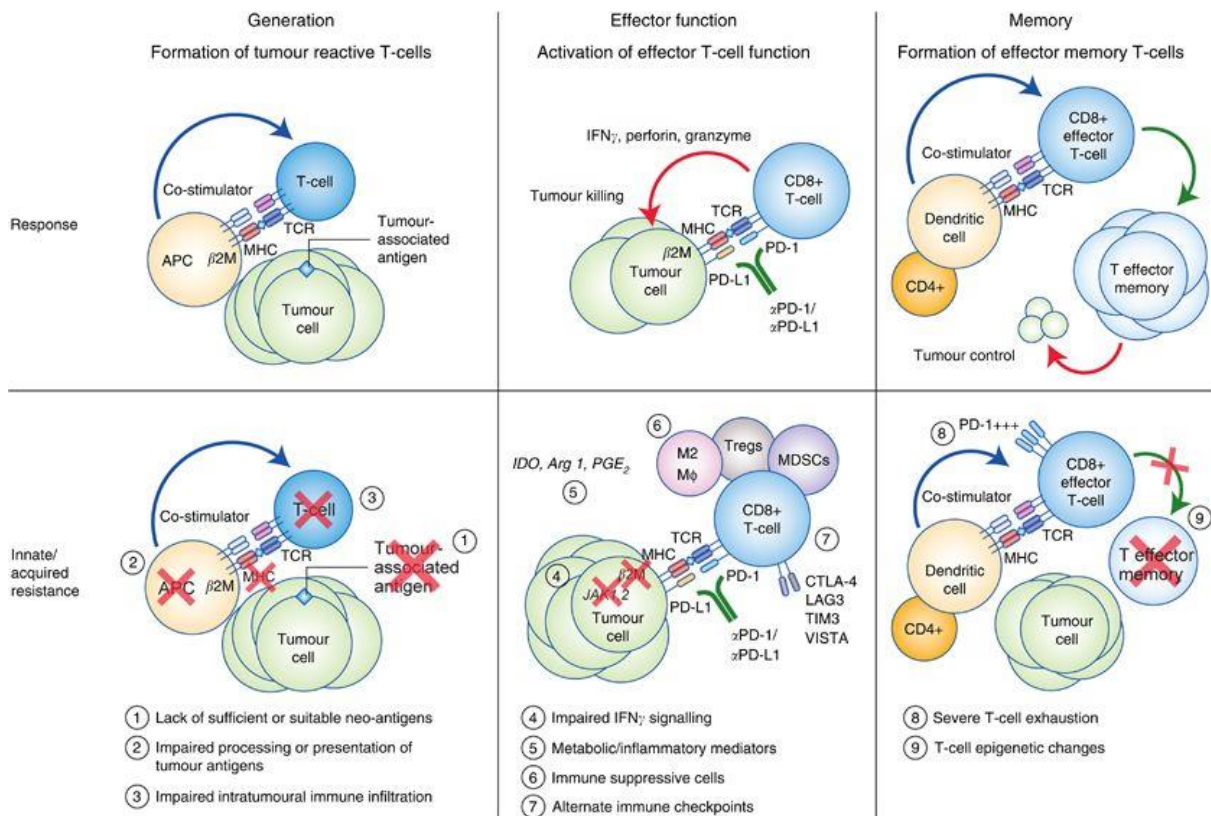 Generation
Formation of tumour reactive T-cells
Effector function
Activation of effector T-cell function
Memory
Formation of effector memory T-cells
Response
Co-stimulator
T-cell
TCR
MHC
APC
β2M
Tumour-
associated
antigen
Tumour
cell
IFNγ, perforin, granzyme
CD8+
T-cell
Tumour killing
TCR
MHC
β2M
PD-1
PD-L1
Tumour
cell
αPD-1/
αPD-L1
CD8+
effector
T-cell
Co-stimulator
TCR
MHC
Dendritic
cell
CD4+
T effector
memory
Tumour control
Innate/
acquired
resistance
T-cell
3
Co-stimulator
TCR
1
Tumour-
associated
antigen
2
APC
β2M
MHC
Tumour
cell
6
M2
Mϕ
Tregs
MDSCs
IDO, Arg 1, PGE2
5
CD8+
T-cell
7
TCR
MHC
4
β2M
JAK1,2
Tumour
cell
PD-1
PD-L1
αPD-1/
αPD-L1
CTLA-4
LAG3
TIM3
VISTA
8
PD-1+++
CD8+
effector
T-cell
Co-stimulator
TCR
MHC
9
T effector
memory
Dendritic
cell
CD4+
Tumour
cell
1 Lack of sufficient or suitable neo-antigens
2 Impaired processing or presentation of
tumour antigens
3 Impaired intratumoural immune infiltration
4 Impaired IFNγ signalling
5 Metabolic/inflammatory mediators
6 Immune suppressive cells
7 Alternate immune checkpoints
8 Severe T-cell exhaustion
9 T-cell epigenetic changes